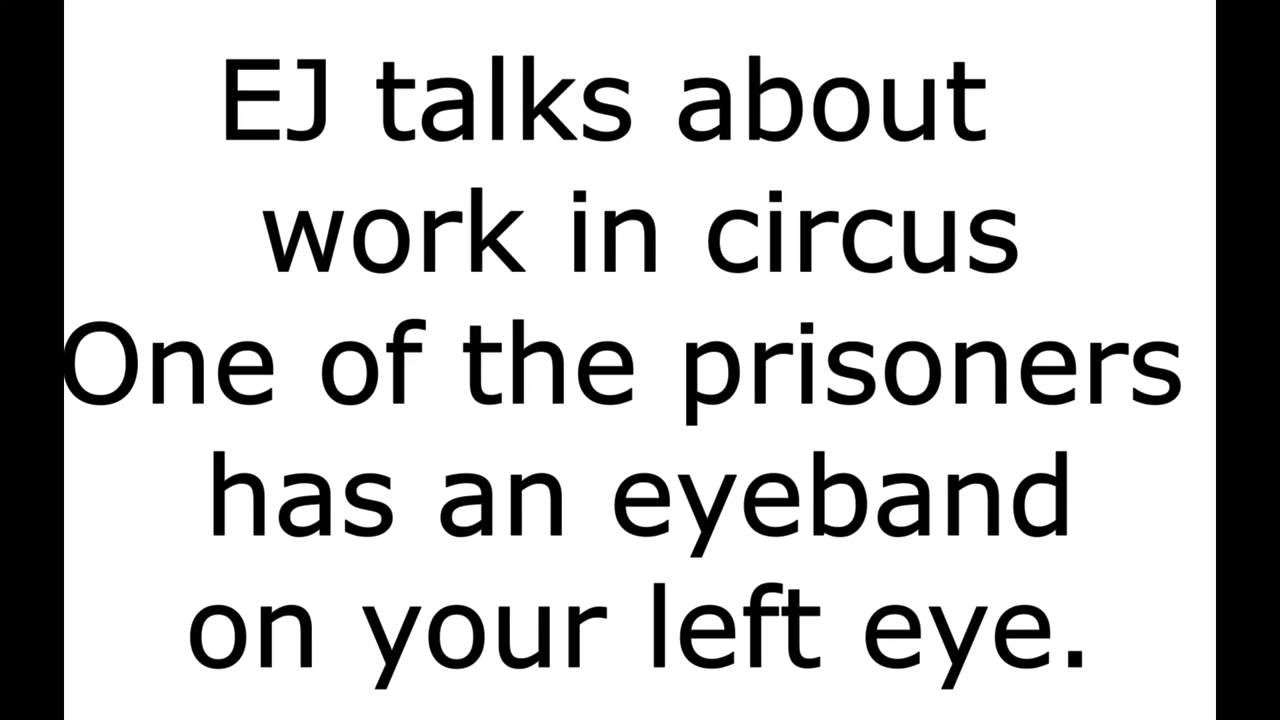 EJ talks about
work in circus
One of the prisoners
has an eyeband
on your left eye.